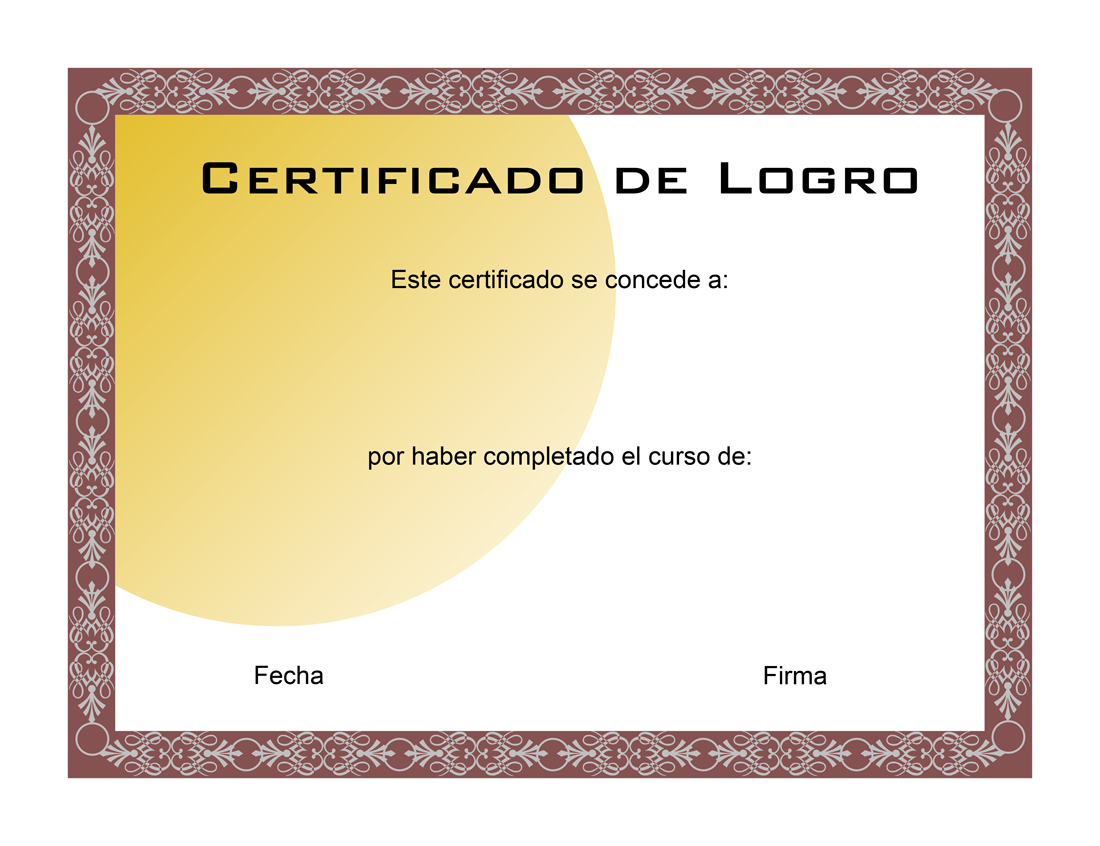 Certificado de Logro
Este certificado se concede a:
por haber completado el curso de:
Fecha Firma